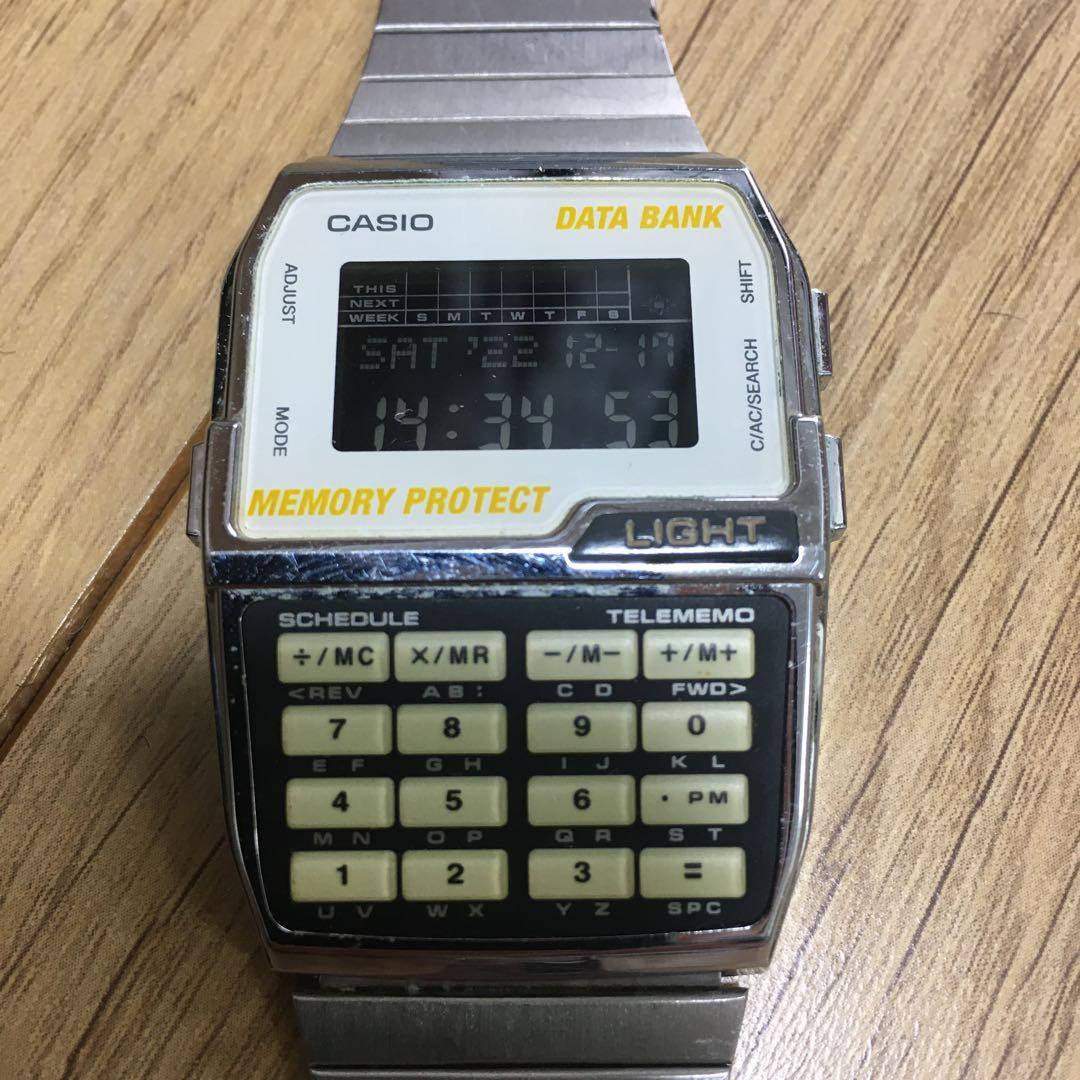 CASIO DATA BANK
ADJUST
SHIFT
THIS
NEXT
WEEK S M T W T F S
SAT '22 12-17
14:34 53
MODE
C/AC/SEARCH
MEMORY PROTECT
LIGHT
SCHEDULE TELEMEMO
÷/MC ×/MR −/M− +/M+
<REV A B : C D FWD>
7 8 9 0
E F G H I J K L
4 5 6 · PM
M N O P Q R S T
1 2 3 =
U V W X Y Z SPC